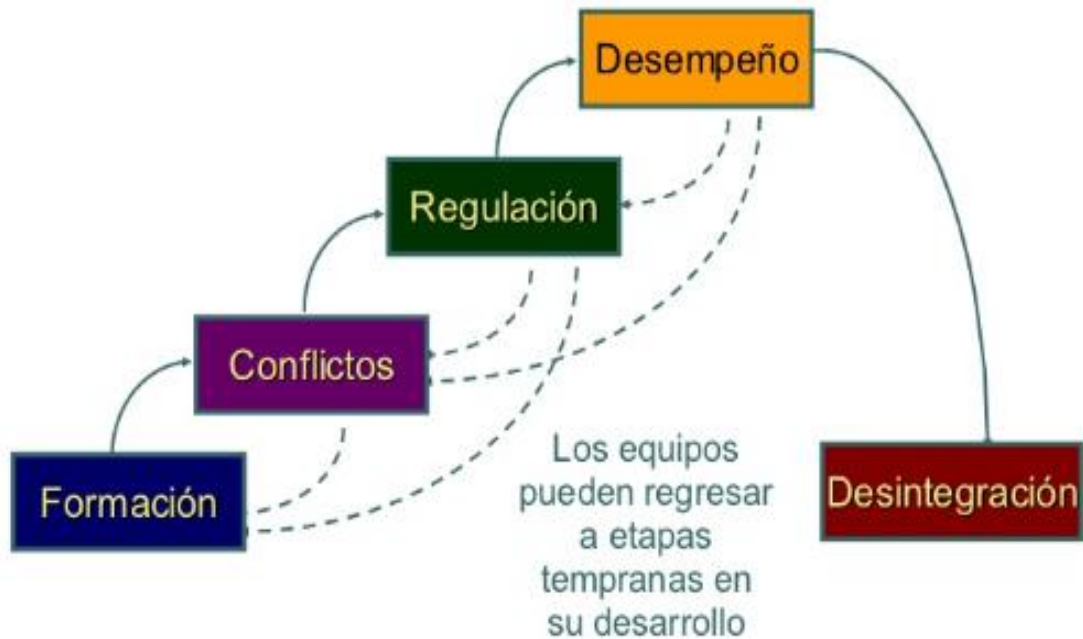 Desempeño
Regulación
Conflictos
Formación
Los equipos
pueden regresar
a etapas
tempranas en
su desarrollo
Desintegración